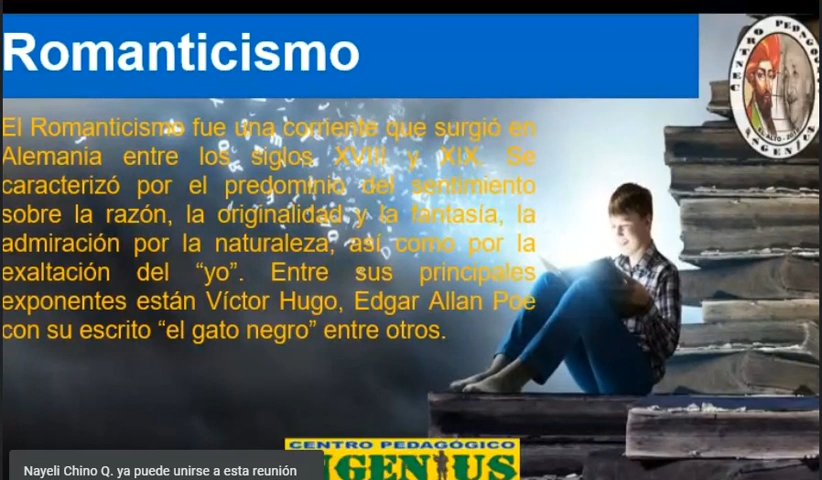 Romanticismo
El Romanticismo fue una corriente que surgió en
Alemania entre los siglos XVIII y XIX. Se
caracterizó por el predominio del sentimiento
sobre la razón, la originalidad y la fantasía, la
admiración por la naturaleza, así como por la
exaltación del “yo”. Entre sus principales
exponentes están Víctor Hugo, Edgar Allan Poe
con su escrito “el gato negro” entre otros.
CENTRO PEDAGÓGICO
Nayeli Chino Q. ya puede unirse a esta reunión